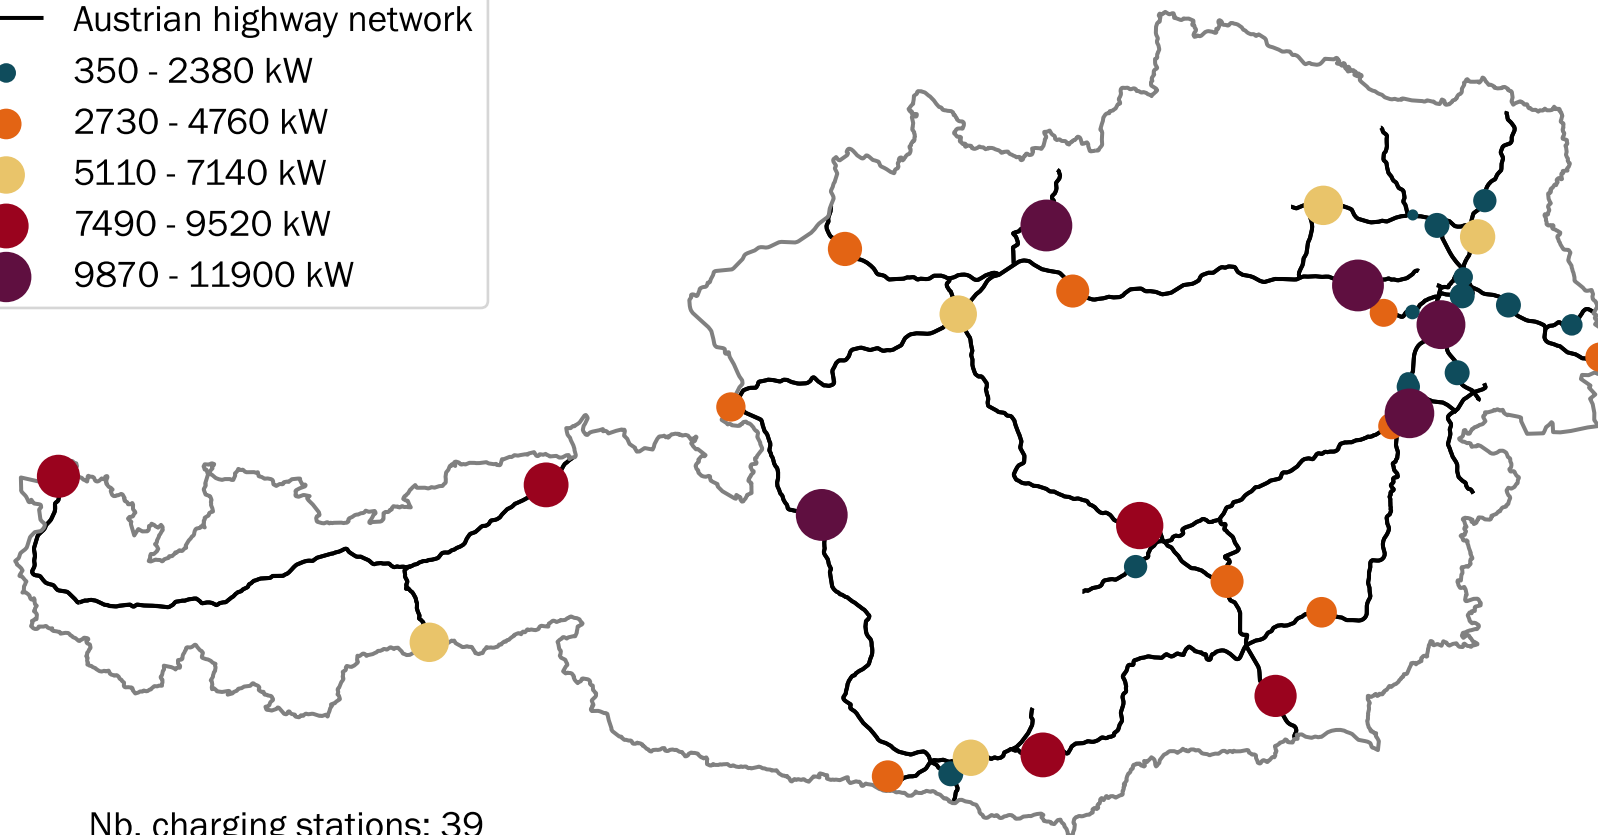 Austrian highway network
350 - 2380 kW
2730 - 4760 kW
5110 - 7140 kW
7490 - 9520 kW
9870 - 11900 kW
Nb. charging stations: 39